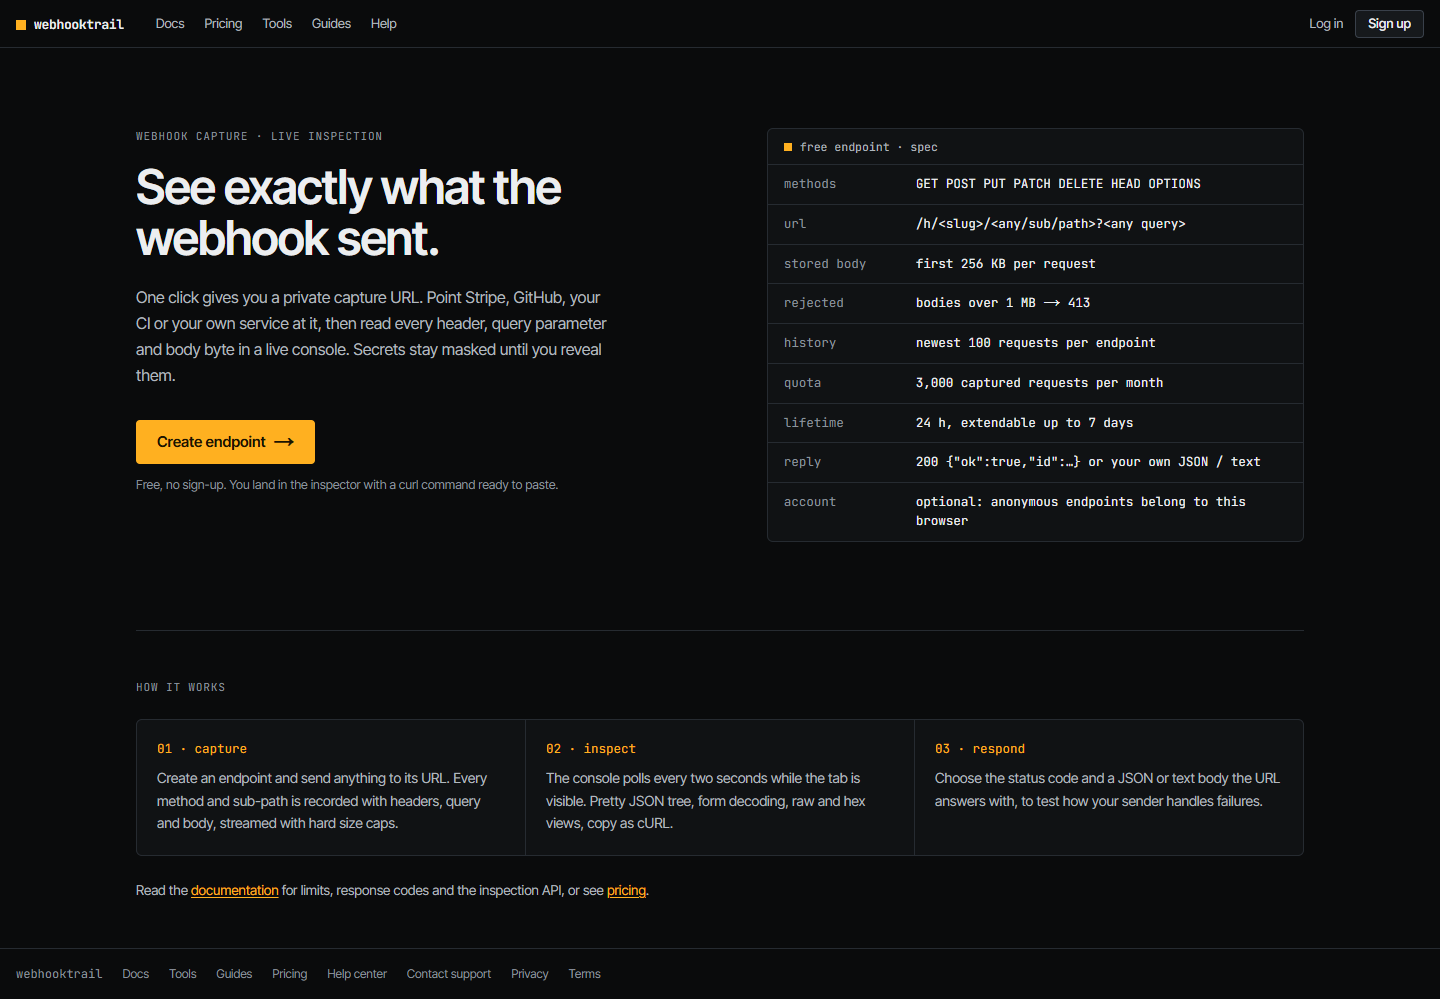 webhooktrail Docs Pricing Tools Guides Help Log in Sign up
WEBHOOK CAPTURE · LIVE INSPECTION
See exactly what the
webhook sent.
One click gives you a private capture URL. Point Stripe, GitHub, your
CI or your own service at it, then read every header, query parameter
and body byte in a live console. Secrets stay masked until you reveal
them.
Create endpoint →
Free, no sign-up. You land in the inspector with a curl command ready to paste.
free endpoint · spec
methods GET POST PUT PATCH DELETE HEAD OPTIONS
url /h/<slug>/<any/sub/path>?<any query>
stored body first 256 KB per request
rejected bodies over 1 MB → 413
history newest 100 requests per endpoint
quota 3,000 captured requests per month
lifetime 24 h, extendable up to 7 days
reply 200 {"ok":true,"id":…} or your own JSON / text
account optional: anonymous endpoints belong to this
browser
HOW IT WORKS
01 · capture
Create an endpoint and send anything to its URL. Every
method and sub-path is recorded with headers, query
and body, streamed with hard size caps.
02 · inspect
The console polls every two seconds while the tab is
visible. Pretty JSON tree, form decoding, raw and hex
views, copy as cURL.
03 · respond
Choose the status code and a JSON or text body the URL
answers with, to test how your sender handles failures.
Read the documentation for limits, response codes and the inspection API, or see pricing.
webhooktrail Docs Tools Guides Pricing Help center Contact support Privacy Terms